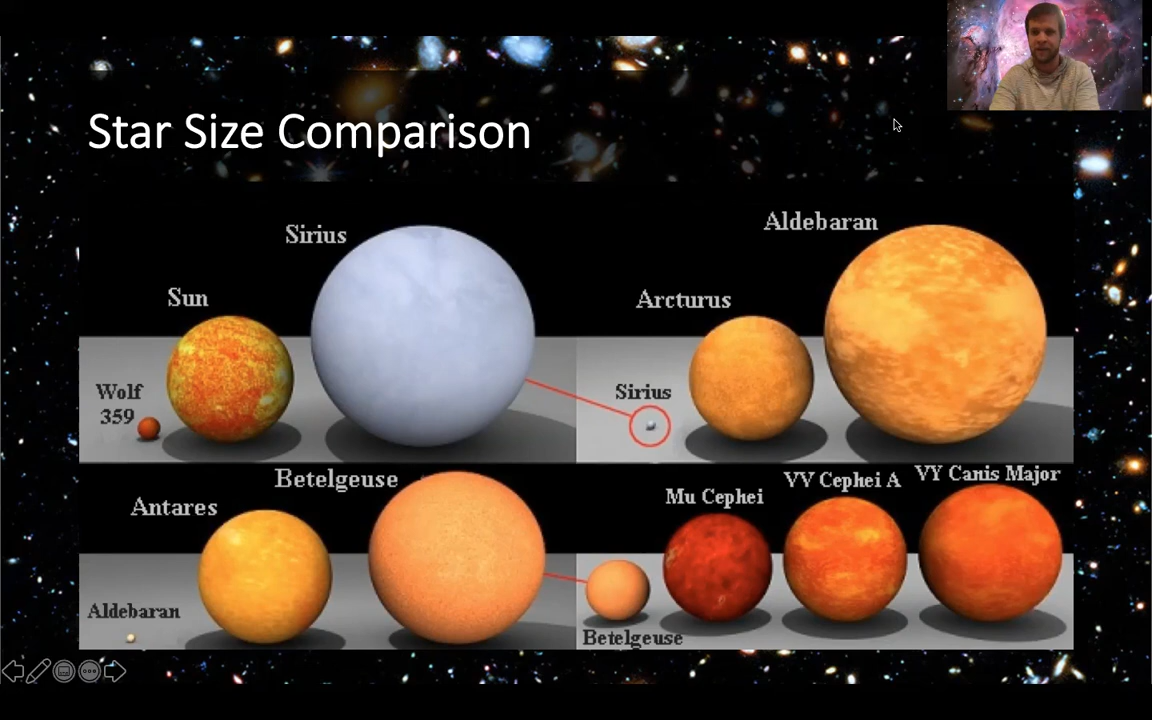 Star Size Comparison
Sirius
Aldebaran
Sun
Arcturus
Wolf
359
Sirius
Betelgeuse
Antares
Mu Cephei
VV Cephei A
VY Canis Major
Aldebaran
Betelgeuse